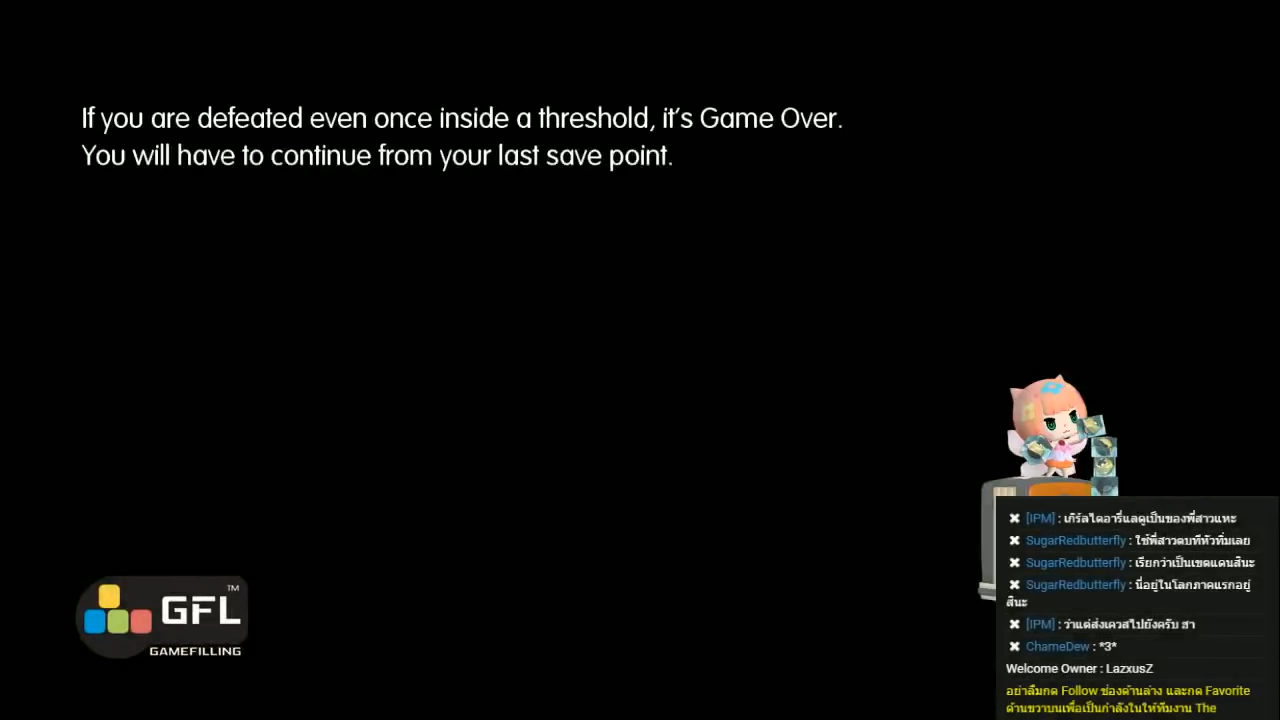 If you are defeated even once inside a threshold, it's Game Over.
You will have to continue from your last save point.
GFL™
GAMEFILLING
✖ [IPM] : เกิร์ลไดอารี่แลดูเป็นของพี่สาวแหะ
✖ SugarRedbutterfly : ใช้พี่สาวตบทีหัวทิ่มเลย
✖ SugarRedbutterfly : เรียกว่าเป็นเขตแดนสินะ
✖ SugarRedbutterfly : นี่อยู่ในโลกภาคแรกอยู่
สินะ
✖ [IPM] : ว่าแต่ส่งเควสไปยังครับ ฮา
✖ ChameDew : *3*
Welcome Owner : LazxusZ
อย่าลืมกด Follow ช่องด้านล่าง และกด Favorite
ด้านขวาบนเพื่อเป็นกำลังในให้ทีมงาน The